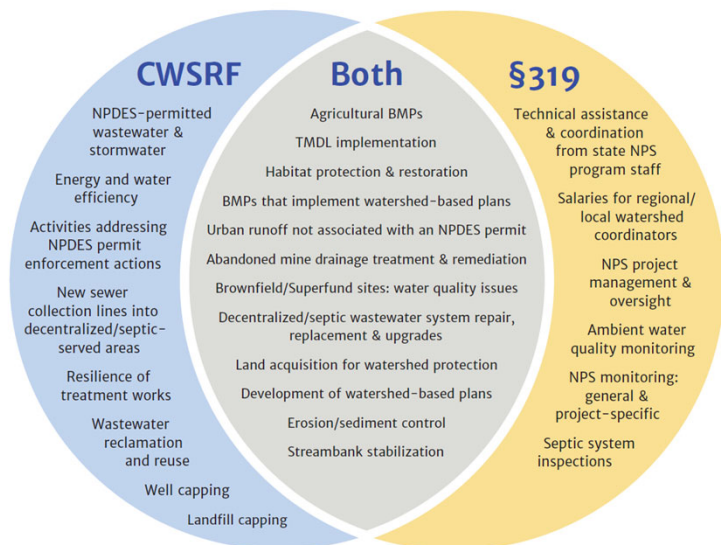 CWSRF
NPDES-permitted
wastewater &
stormwater
Energy and water
efficiency
Activities addressing
NPDES permit
enforcement actions
New sewer
collection lines into
decentralized/septic-
served areas
Resilience of
treatment works
Wastewater
reclamation
and reuse
Well capping
Landfill capping
Both
Agricultural BMPs
TMDL implementation
Habitat protection & restoration
BMPs that implement watershed-based plans
Urban runoff not associated with an NPDES permit
Abandoned mine drainage treatment & remediation
Brownfield/Superfund sites: water quality issues
Decentralized/septic wastewater system repair,
replacement & upgrades
Land acquisition for watershed protection
Development of watershed-based plans
Erosion/sediment control
Streambank stabilization
§319
Technical assistance
& coordination
from state NPS
program staff
Salaries for regional/
local watershed
coordinators
NPS project
management &
oversight
Ambient water
quality monitoring
NPS monitoring:
general &
project-specific
Septic system
inspections